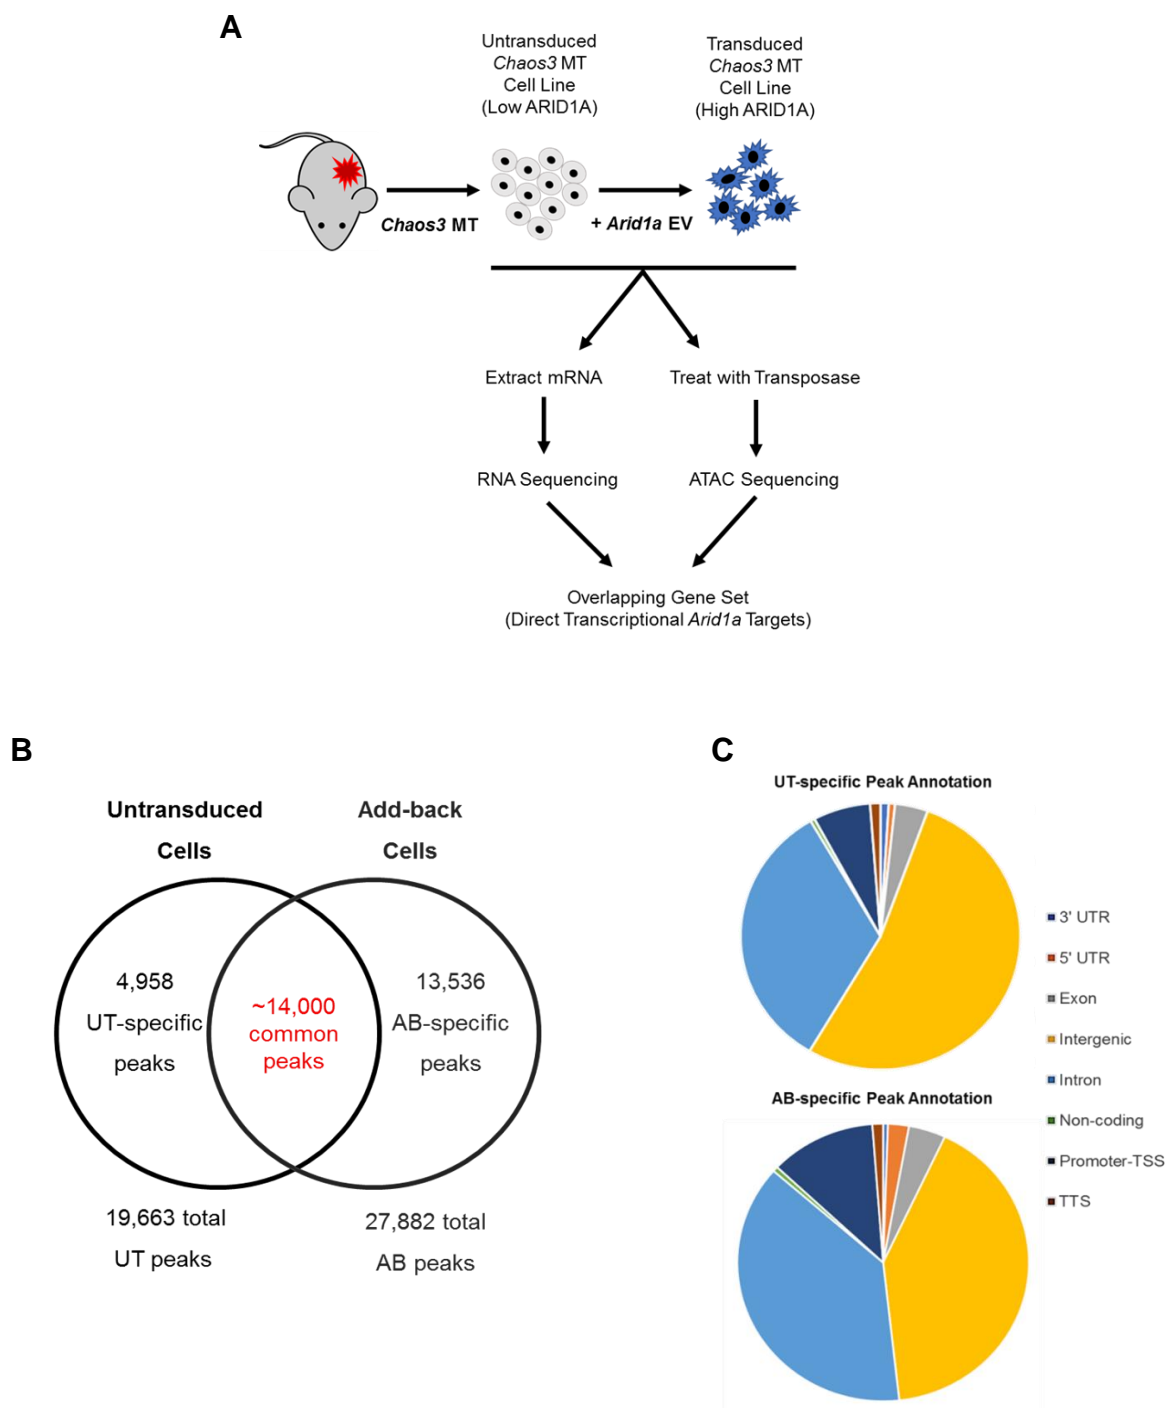 A
Untransduced
Chaos3 MT
Cell Line
(Low ARID1A)
Transduced
Chaos3 MT
Cell Line
(High ARID1A)
Chaos3 MT
+ Arid1a EV
Extract mRNA
Treat with Transposase
RNA Sequencing
ATAC Sequencing
Overlapping Gene Set
(Direct Transcriptional Arid1a Targets)
B
Untransduced
Cells
Add-back
Cells
4,958
UT-specific
peaks
~14,000
common
peaks
13,536
AB-specific
peaks
19,663 total
UT peaks
27,882 total
AB peaks
C
UT-specific Peak Annotation
AB-specific Peak Annotation
3' UTR
5' UTR
Exon
Intergenic
Intron
Non-coding
Promoter-TSS
TTS